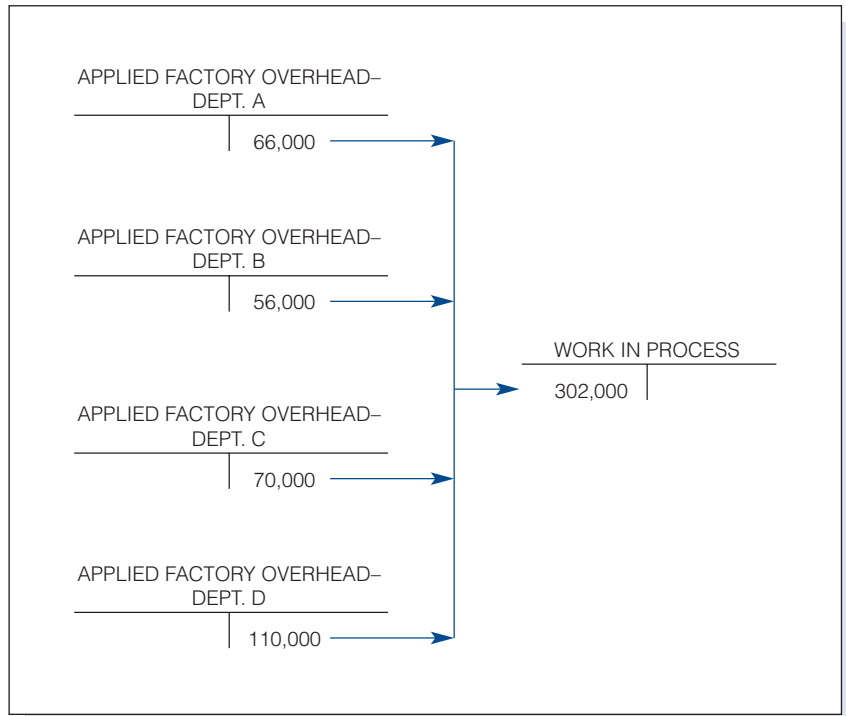 APPLIED FACTORY OVERHEAD–
DEPT. A
66,000
APPLIED FACTORY OVERHEAD–
DEPT. B
56,000
WORK IN PROCESS
302,000
APPLIED FACTORY OVERHEAD–
DEPT. C
70,000
APPLIED FACTORY OVERHEAD–
DEPT. D
110,000